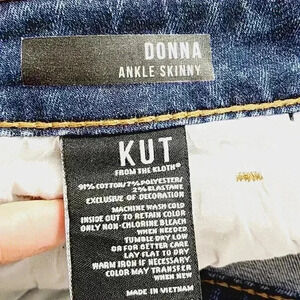 DONNA
ANKLE SKINNY
KUT
FROM THE KLOTH®
91% COTTON/7% POLYESTER/
2% ELASTANE
EXCLUSIVE OF DECORATION
MACHINE WASH COLD
INSIDE OUT TO RETAIN COLOR
ONLY NON-CHLORINE BLEACH
WHEN NEEDED
TUMBLE DRY LOW
OR FOR BETTER CARE
LAY FLAT TO DRY
WARM IRON IF NECESSARY
COLOR MAY TRANSFER
WHEN NEW
MADE IN VIETNAM